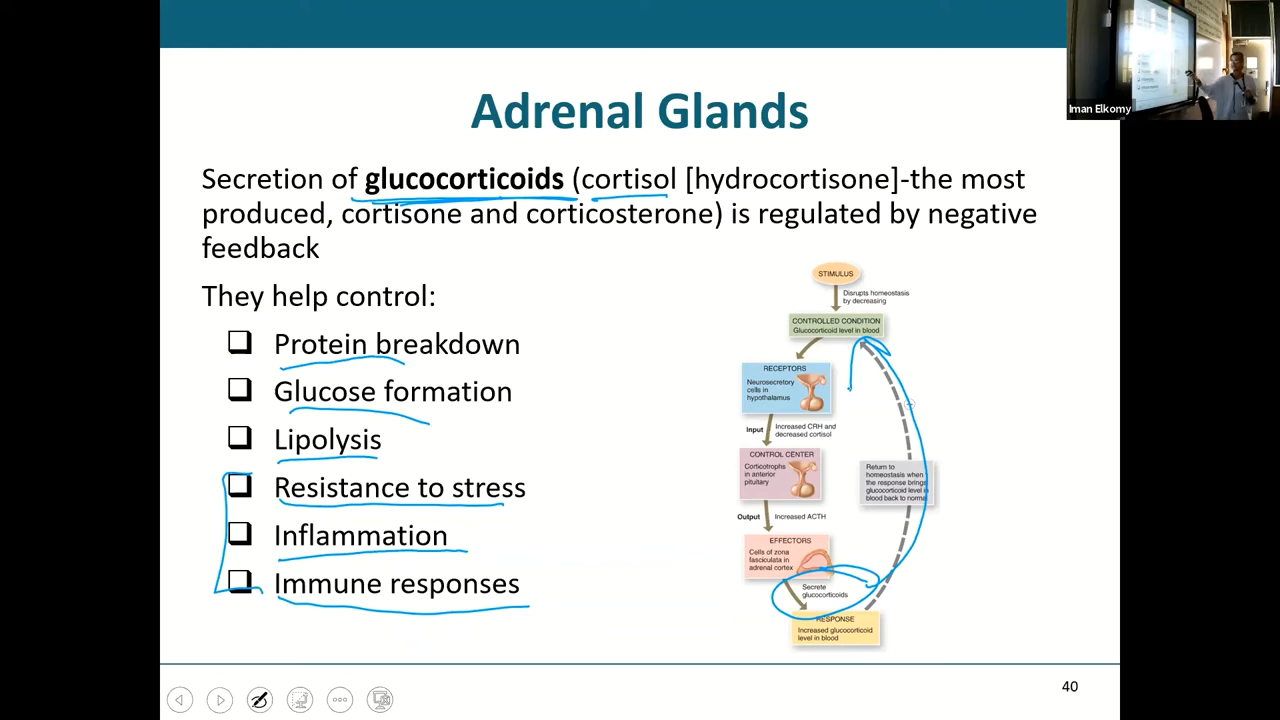 Iman Elkomy
Adrenal Glands
Secretion of glucocorticoids (cortisol [hydrocortisone]-the most
produced, cortisone and corticosterone) is regulated by negative
feedback
They help control:
Protein breakdown
Glucose formation
Lipolysis
Resistance to stress
Inflammation
Immune responses
STIMULUS
Disrupts homeostasis
by decreasing
CONTROLLED CONDITION
Glucocorticoid level in blood
RECEPTORS
Neurosecretory
cells in
hypothalamus
Input
Increased CRH and
decreased cortisol
CONTROL CENTER
Corticotrophs
in anterior
pituitary
Return to
homeostasis when
the response brings
glucocorticoid level in
blood back to normal
Output
Increased ACTH
EFFECTORS
Cells of zona
fasciculata in
adrenal cortex
Secrete
glucocorticoids
RESPONSE
Increased glucocorticoid
level in blood
40